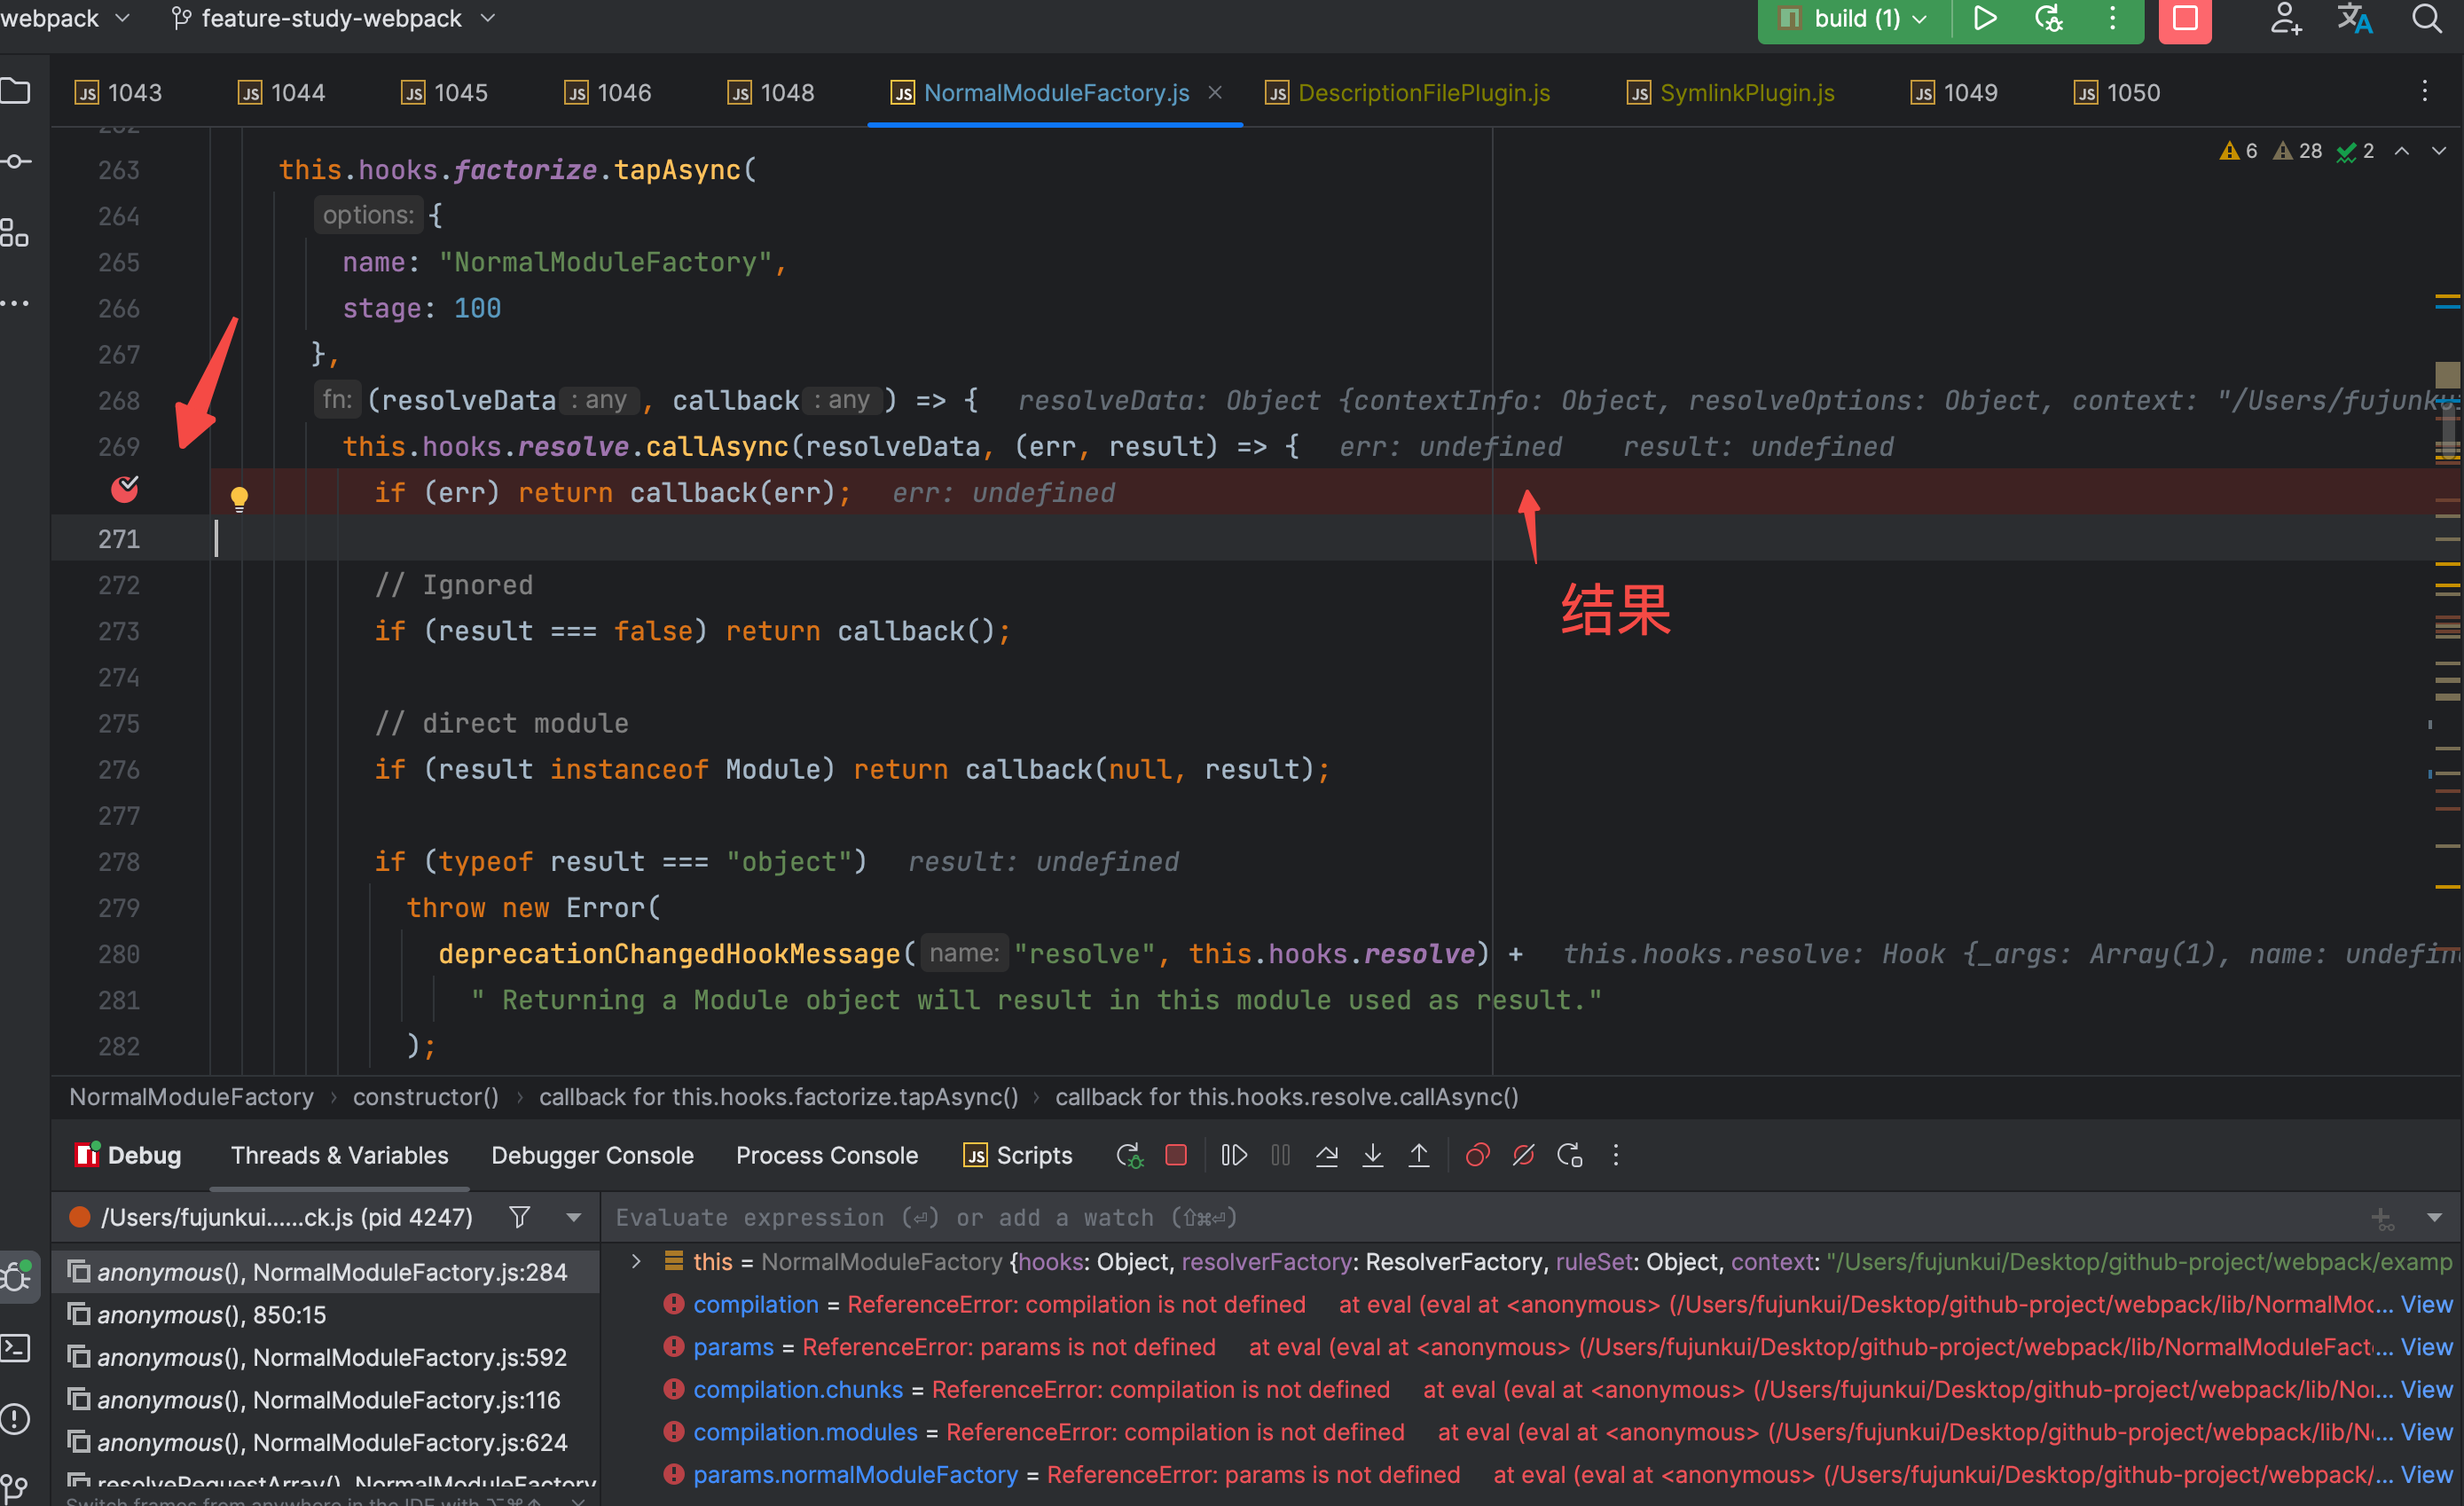 webpack feature-study-webpack build (1)
1043 1044 1045 1046 1048 NormalModuleFactory.js DescriptionFilePlugin.js SymlinkPlugin.js 1049 1050
6 28 2
263 this.hooks.factorize.tapAsync(
264 options: {
265 name: "NormalModuleFactory",
266 stage: 100
267 },
268 fn: (resolveData : any , callback : any ) => { resolveData: Object {contextInfo: Object, resolveOptions: Object, context: "/Users/fujunku
269 this.hooks.resolve.callAsync(resolveData, (err, result) => { err: undefined result: undefined
if (err) return callback(err); err: undefined
271
结果
272 // Ignored
273 if (result === false) return callback();
274
275 // direct module
276 if (result instanceof Module) return callback(null, result);
277
278 if (typeof result === "object") result: undefined
279 throw new Error(
280 deprecationChangedHookMessage( name: "resolve", this.hooks.resolve) + this.hooks.resolve: Hook {_args: Array(1), name: undefin
281 " Returning a Module object will result in this module used as result."
282 );
NormalModuleFactory › constructor() › callback for this.hooks.factorize.tapAsync() › callback for this.hooks.resolve.callAsync()
Debug Threads & Variables Debugger Console Process Console Scripts
/Users/fujunkui......ck.js (pid 4247) Evaluate expression (⏎) or add a watch (⇧⌘⏎)
this = NormalModuleFactory {hooks: Object, resolverFactory: ResolverFactory, ruleSet: Object, context: "/Users/fujunkui/Desktop/github-project/webpack/examp
anonymous(), NormalModuleFactory.js:284
compilation = ReferenceError: compilation is not defined at eval (eval at <anonymous> (/Users/fujunkui/Desktop/github-project/webpack/lib/NormalMod... View
anonymous(), 850:15
params = ReferenceError: params is not defined at eval (eval at <anonymous> (/Users/fujunkui/Desktop/github-project/webpack/lib/NormalModuleFact... View
anonymous(), NormalModuleFactory.js:592
compilation.chunks = ReferenceError: compilation is not defined at eval (eval at <anonymous> (/Users/fujunkui/Desktop/github-project/webpack/lib/Nor... View
anonymous(), NormalModuleFactory.js:116
compilation.modules = ReferenceError: compilation is not defined at eval (eval at <anonymous> (/Users/fujunkui/Desktop/github-project/webpack/lib/N... View
anonymous(), NormalModuleFactory.js:624
params.normalModuleFactory = ReferenceError: params is not defined at eval (eval at <anonymous> (/Users/fujunkui/Desktop/github-project/webpack/... View
resolveRequestArray(), NormalModuleFactory